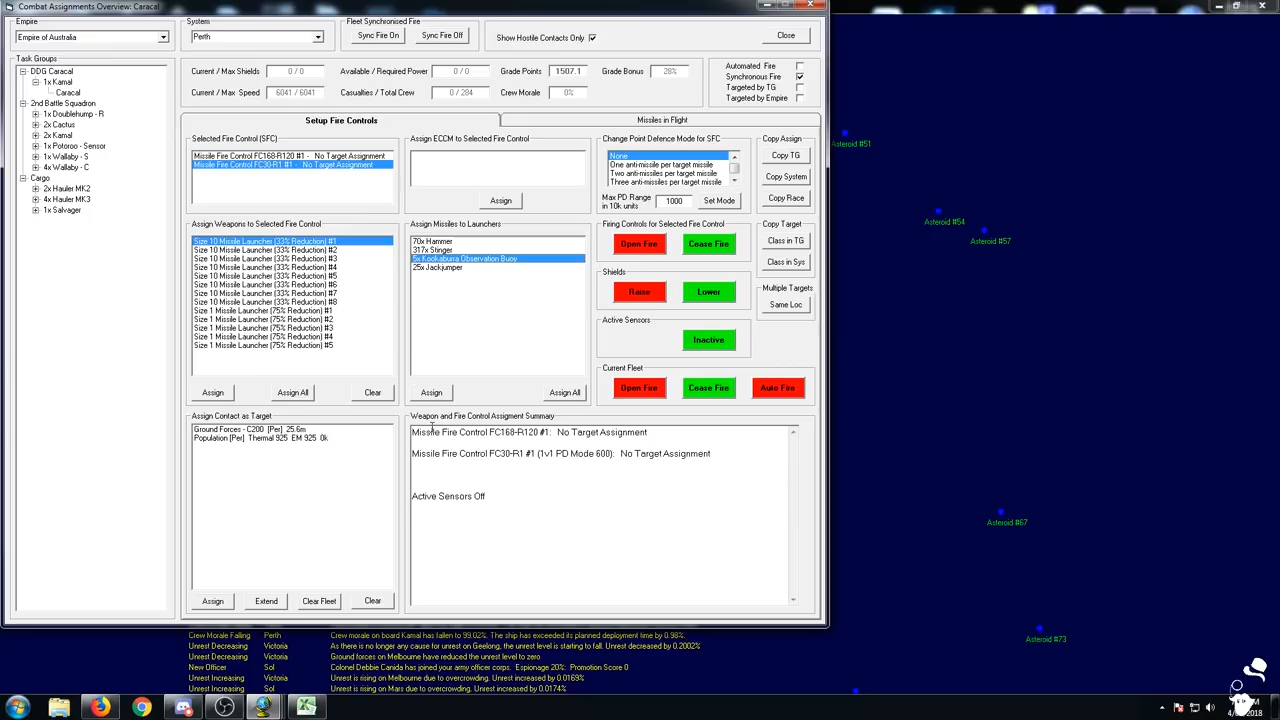 Combat Assignments Overview: Caracal
Empire
Empire of Australia
System
Perth
Fleet Synchronised Fire
Sync Fire On
Sync Fire Off
Show Hostile Contacts Only
Close
Task Groups
DDG Caracal
1x Kamal
Caracal
2nd Battle Squadron
1x Doublehump - R
2x Cactus
2x Kamal
1x Potoroo - Sensor
1x Wallaby - S
4x Wallaby - C
Cargo
2x Hauler MK2
4x Hauler MK3
1x Salvager
Current / Max Shields
0 / 0
Available / Required Power
0 / 0
Grade Points
1507.1
Grade Bonus
28%
Current / Max Speed
6041 / 6041
Casualties / Total Crew
0 / 284
Crew Morale
0%
Automated Fire
Synchronous Fire
Targeted by TG
Targeted by Empire
Setup Fire Controls
Missiles in Flight
Selected Fire Control (SFC)
Missile Fire Control FC168-R120 #1 - No Target Assignment
Missile Fire Control FC30-R1 #1 - No Target Assignment
Assign ECCM to Selected Fire Control
Assign
Change Point Defence Mode for SFC
None
One anti-missile per target missile
Two anti-missiles per target missile
Three anti-missiles per target missile
Max PD Range
in 10k units
1000
Set Mode
Copy Assign
Copy TG
Copy System
Copy Race
Assign Weapons to Selected Fire Control
Size 10 Missile Launcher (33% Reduction) #1
Size 10 Missile Launcher (33% Reduction) #2
Size 10 Missile Launcher (33% Reduction) #3
Size 10 Missile Launcher (33% Reduction) #4
Size 10 Missile Launcher (33% Reduction) #5
Size 10 Missile Launcher (33% Reduction) #6
Size 10 Missile Launcher (33% Reduction) #7
Size 10 Missile Launcher (33% Reduction) #8
Size 1 Missile Launcher (75% Reduction) #1
Size 1 Missile Launcher (75% Reduction) #2
Size 1 Missile Launcher (75% Reduction) #3
Size 1 Missile Launcher (75% Reduction) #4
Size 1 Missile Launcher (75% Reduction) #5
Assign
Assign All
Clear
Assign Missiles to Launchers
70x Hammer
317x Stinger
5x Kookaburra Observation Buoy
25x Jackjumper
Assign
Assign All
Firing Controls for Selected Fire Control
Open Fire
Cease Fire
Shields
Raise
Lower
Active Sensors
Inactive
Current Fleet
Open Fire
Cease Fire
Auto Fire
Copy Target
Class in TG
Class in Sys
Multiple Targets
Same Loc
Assign Contact as Target
Ground Forces - C200 [Per] 25.6m
Population [Per] Thermal 925 EM 925 0k
Assign
Extend
Clear Fleet
Clear
Weapon and Fire Control Assigment Summary
Missile Fire Control FC168-R120 #1: No Target Assignment
Missile Fire Control FC30-R1 #1 (1v1 PD Mode 600): No Target Assignment
Active Sensors Off
Asteroid #51
Asteroid #54
Asteroid #57
Asteroid #67
Asteroid #73
Crew Morale Falling Perth Crew morale on board Kamal has fallen to 99.02%. The ship has exceeded its planned deployment time by 0.98%.
Unrest Decreasing Victoria As there is no longer any cause for unrest on Geelong, the unrest level is starting to fall. Unrest decreased by 0.2002%
Unrest Decreasing Victoria Ground forces on Melbourne have reduced the unrest level to zero
New Officer Sol Colonel Debbie Canida has joined your army officer corps. Espionage 20%: Promotion Score 0
Unrest Increasing Victoria Unrest is rising on Melbourne due to overcrowding. Unrest increased by 0.0169%
Unrest Increasing Sol Unrest is rising on Mars due to overcrowding. Unrest increased by 0.0174%